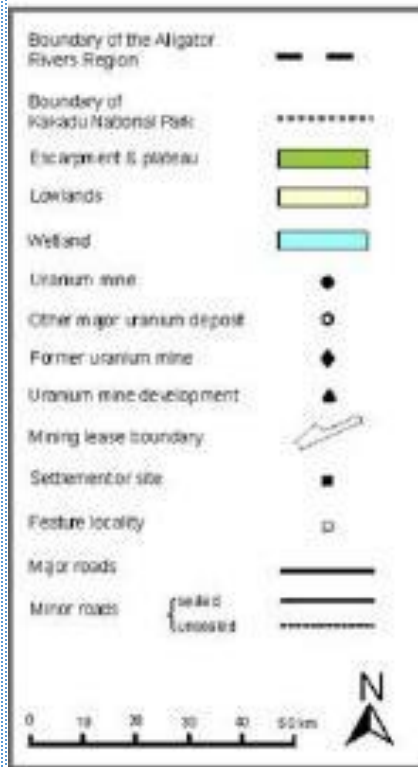 Boundary of the Alligator
Rivers Region
Boundary of
Kakadu National Park
Escarpment & plateau
Lowlands
Wetland
Uranium mine
Other major uranium deposit
Former uranium mine
Uranium mine development
Mining lease boundary
Settlement or site
Feature locality
Major roads
Minor roads
sealed
unsealed
N
0 10 20 30 40 50 km